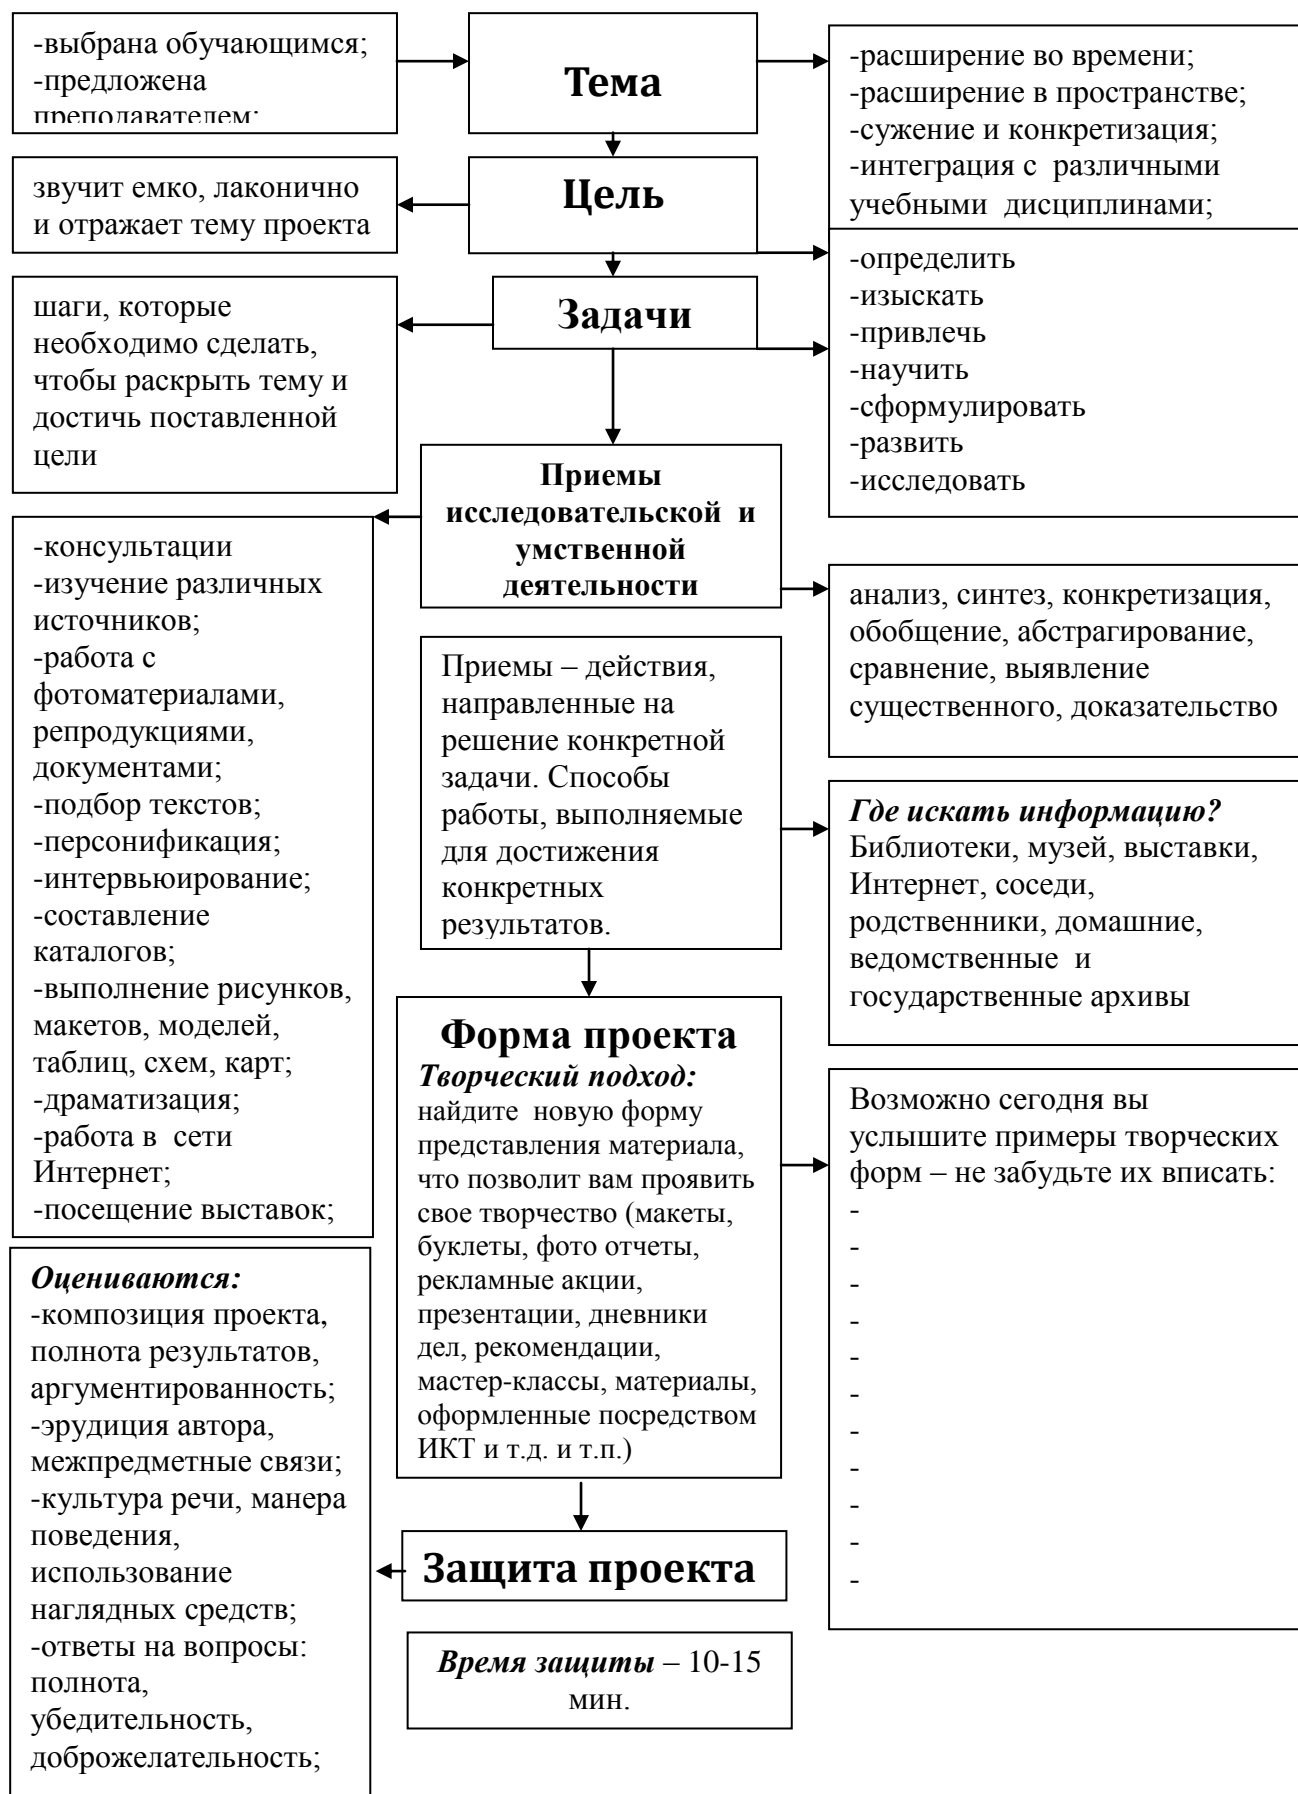 -выбрана обучающимся;
-предложена
преподавателем;
Тема
-расширение во времени;
-расширение в пространстве;
-сужение и конкретизация;
-интеграция с различными
учебными дисциплинами;
звучит емко, лаконично
и отражает тему проекта
Цель
-определить
-изыскать
-привлечь
-научить
-сформулировать
-развить
-исследовать
шаги, которые
необходимо сделать,
чтобы раскрыть тему и
достичь поставленной
цели
Задачи
Приемы
исследовательской и
умственной
деятельности
-консультации
-изучение различных
источников;
-работа с
фотоматериалами,
репродукциями,
документами;
-подбор текстов;
-персонификация;
-интервьюирование;
-составление
каталогов;
-выполнение рисунков,
макетов, моделей,
таблиц, схем, карт;
-драматизация;
-работа в сети
Интернет;
-посещение выставок;
анализ, синтез, конкретизация,
обобщение, абстрагирование,
сравнение, выявление
существенного, доказательство
Приемы – действия,
направленные на
решение конкретной
задачи. Способы
работы, выполняемые
для достижения
конкретных
результатов.
Где искать информацию?
Библиотеки, музей, выставки,
Интернет, соседи,
родственники, домашние,
ведомственные и
государственные архивы
Форма проекта
Творческий подход:
найдите новую форму
представления материала,
что позволит вам проявить
свое творчество (макеты,
буклеты, фото отчеты,
рекламные акции,
презентации, дневники
дел, рекомендации,
мастер-классы, материалы,
оформленные посредством
ИКТ и т.д. и т.п.)
Возможно сегодня вы
услышите примеры творческих
форм – не забудьте их вписать:
-
-
-
-
-
-
-
-
-
-
-
Оцениваются:
-композиция проекта,
полнота результатов,
аргументированность;
-эрудиция автора,
межпредметные связи;
-культура речи, манера
поведения,
использование
наглядных средств;
-ответы на вопросы:
полнота,
убедительность,
доброжелательность;
Защита проекта
Время защиты – 10-15
мин.